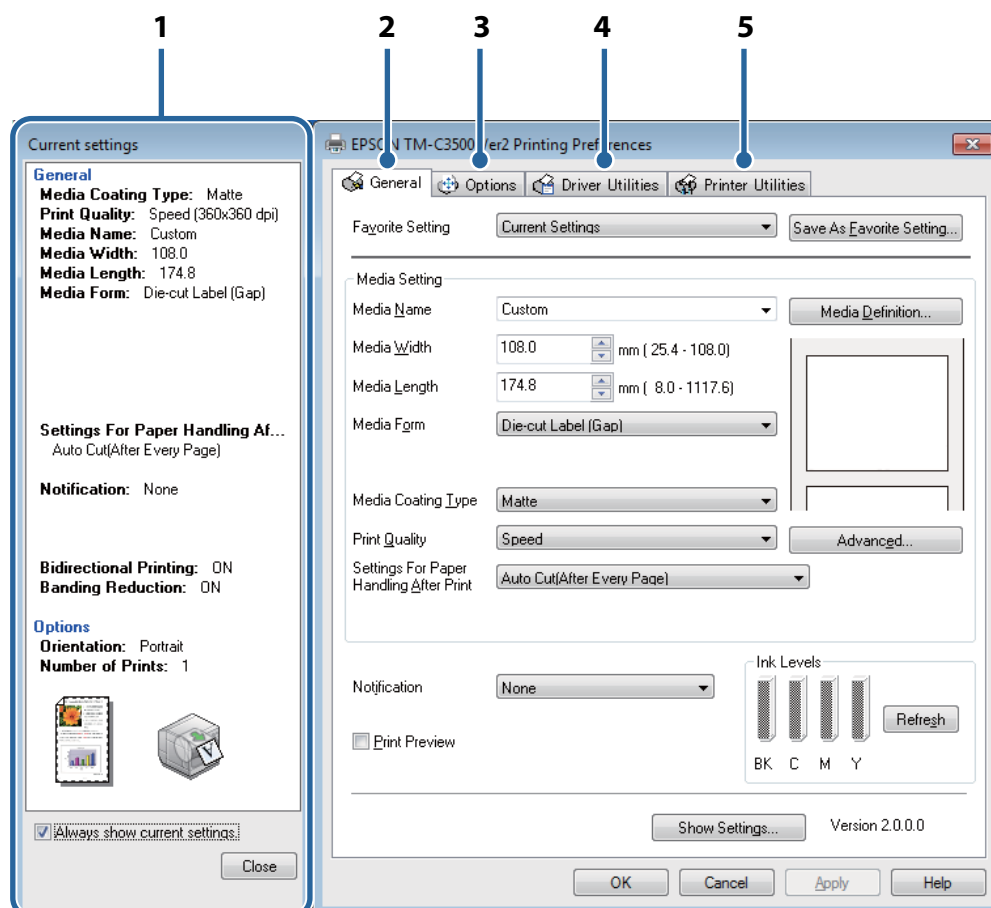 1 2 3 4 5
Current settings
General
Media Coating Type: Matte
Print Quality: Speed (360x360 dpi)
Media Name: Custom
Media Width: 108.0
Media Length: 174.8
Media Form: Die-cut Label (Gap)
Settings For Paper Handling Af...
Auto Cut(After Every Page)
Notification: None
Bidirectional Printing: ON
Banding Reduction: ON
Options
Orientation: Portrait
Number of Prints: 1
Always show current settings.
Close
EPSON TM-C3500 Ver2 Printing Preferences
General Options Driver Utilities Printer Utilities
Favorite Setting Current Settings Save As Favorite Setting...
Media Setting
Media Name Custom Media Definition...
Media Width 108.0 mm ( 25.4 - 108.0)
Media Length 174.8 mm ( 8.0 - 1117.6)
Media Form Die-cut Label (Gap)
Media Coating Type Matte
Print Quality Speed Advanced...
Settings For Paper
Handling After Print Auto Cut(After Every Page)
Ink Levels
Notification None
Refresh
Print Preview
BK C M Y
Show Settings... Version 2.0.0.0
OK Cancel Apply Help